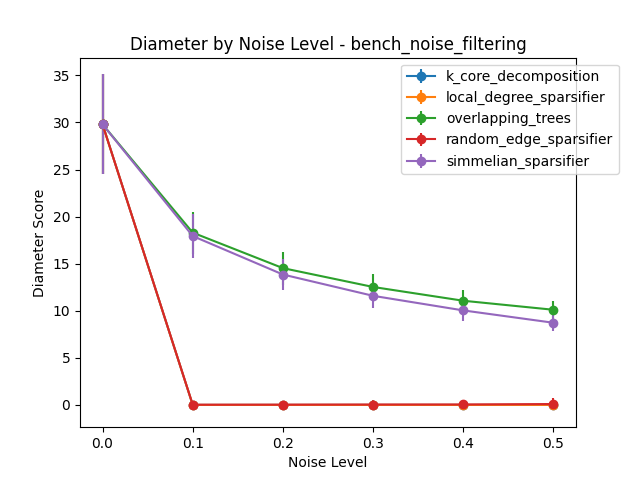 Diameter by Noise Level - bench_noise_filtering
k_core_decomposition
local_degree_sparsifier
overlapping_trees
random_edge_sparsifier
simmelian_sparsifier
Diameter Score
35
30
25
20
15
10
5
0
0.0 0.1 0.2 0.3 0.4 0.5
Noise Level